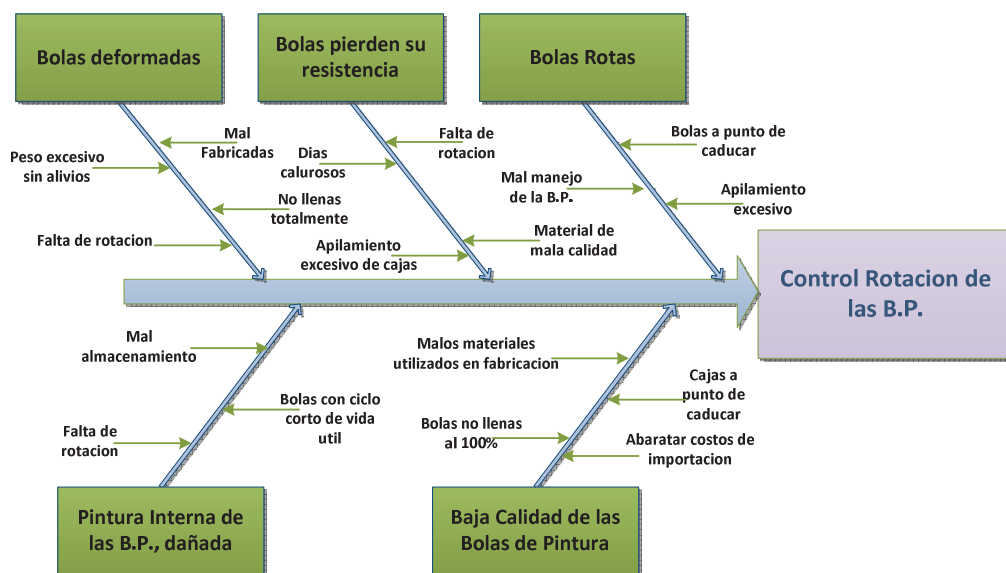 Bolas deformadas
Bolas pierden su
resistencia
Bolas Rotas
Mal
Fabricadas
Peso excesivo
sin alivios
No llenas
totalmente
Falta de rotacion
Falta de
rotacion
Dias
calurosos
Apilamiento
excesivo de cajas
Material de
mala calidad
Bolas a punto de
caducar
Mal manejo
de la B.P.
Apilamiento
excesivo
Control Rotacion de
las B.P.
Mal
almacenamiento
Bolas con ciclo
corto de vida
util
Falta de
rotacion
Malos materiales
utilizados en fabricacion
Cajas a
punto de
caducar
Bolas no llenas
al 100%
Abaratar costos de
importacion
Pintura Interna de
las B.P., dañada
Baja Calidad de las
Bolas de Pintura